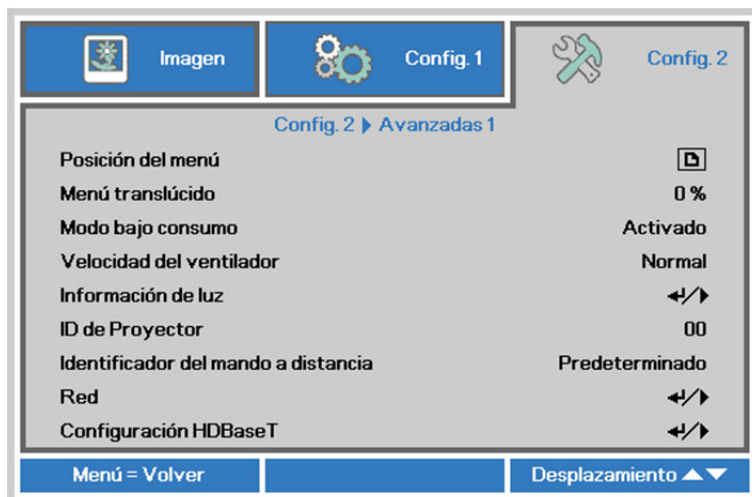 Imagen Config. 1 Config. 2
Config. 2 ▶ Avanzadas 1
Posición del menú
Menú translúcido 0 %
Modo bajo consumo Activado
Velocidad del ventilador Normal
Información de luz ↵/▶
ID de Proyector 00
Identificador del mando a distancia Predeterminado
Red ↵/▶
Configuración HDBaseT ↵/▶
Menú = Volver Desplazamiento ▲▼